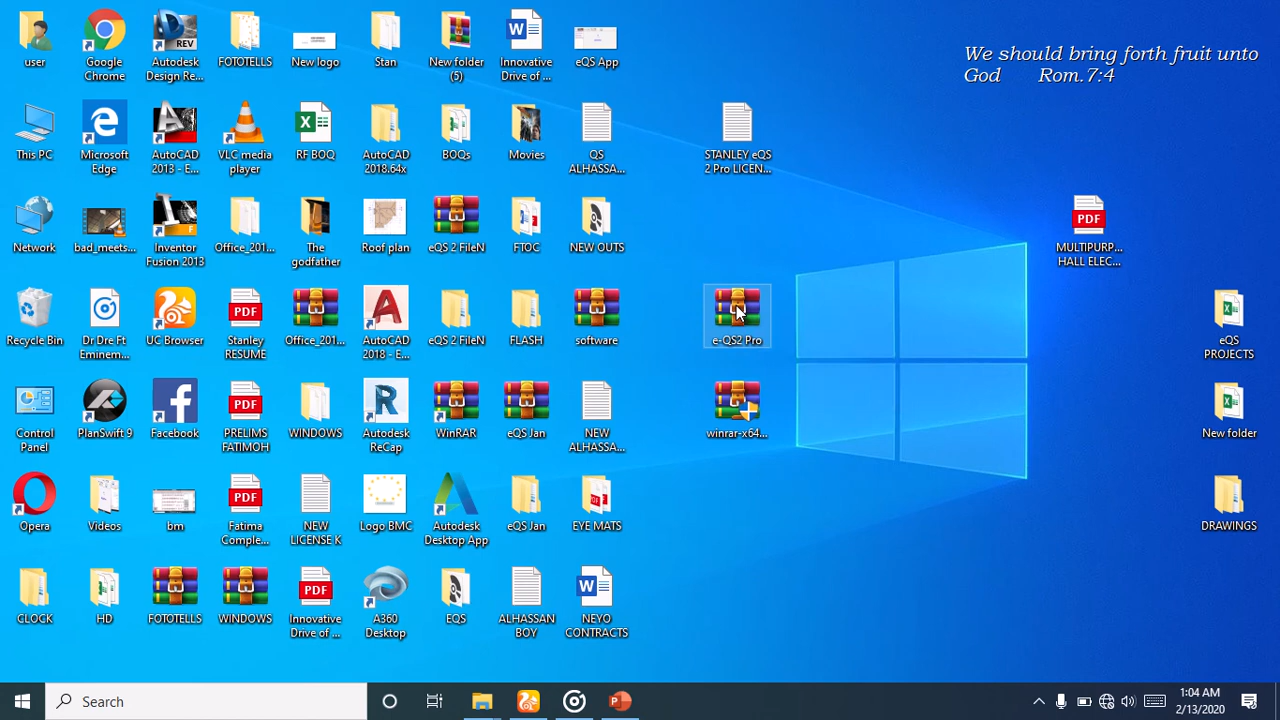 We should bring forth fruit unto
God Rom.7:4
user
Google
Chrome
Autodesk
Design Re...
FOTOTELLS
New logo
Stan
New folder
(5)
Innovative
Drive of ...
eQS App
This PC
Microsoft
Edge
AutoCAD
2013 - E...
VLC media
player
RF BOQ
AutoCAD
2018.64x
BOQs
Movies
QS
ALHASSA...
STANLEY eQS
2 Pro LICEN...
Network
bad_meets...
Inventor
Fusion 2013
Office_201...
The
godfather
Roof plan
eQS 2 FileN
FTOC
NEW OUTS
PDF
MULTIPURP...
HALL ELEC...
Recycle Bin
Dr Dre Ft
Eminem...
UC Browser
PDF
Stanley
RESUME
Office_201...
AutoCAD
2018 - E...
eQS 2 FileN
FLASH
software
e-QS2 Pro
eQS
PROJECTS
Control
Panel
PlanSwift 9
Facebook
PDF
PRELIMS
FATIMOH
WINDOWS
Autodesk
ReCap
WinRAR
eQS Jan
NEW
ALHASSA...
winrar-x64...
New folder
Opera
Videos
bm
PDF
Fatima
Comple...
NEW
LICENSE K
Logo BMC
Autodesk
Desktop App
eQS Jan
EYE MATS
DRAWINGS
CLOCK
HD
FOTOTELLS
WINDOWS
PDF
Innovative
Drive of ...
A360
Desktop
EQS
ALHASSAN
BOY
NEYO
CONTRACTS
Search
1:04 AM
2/13/2020